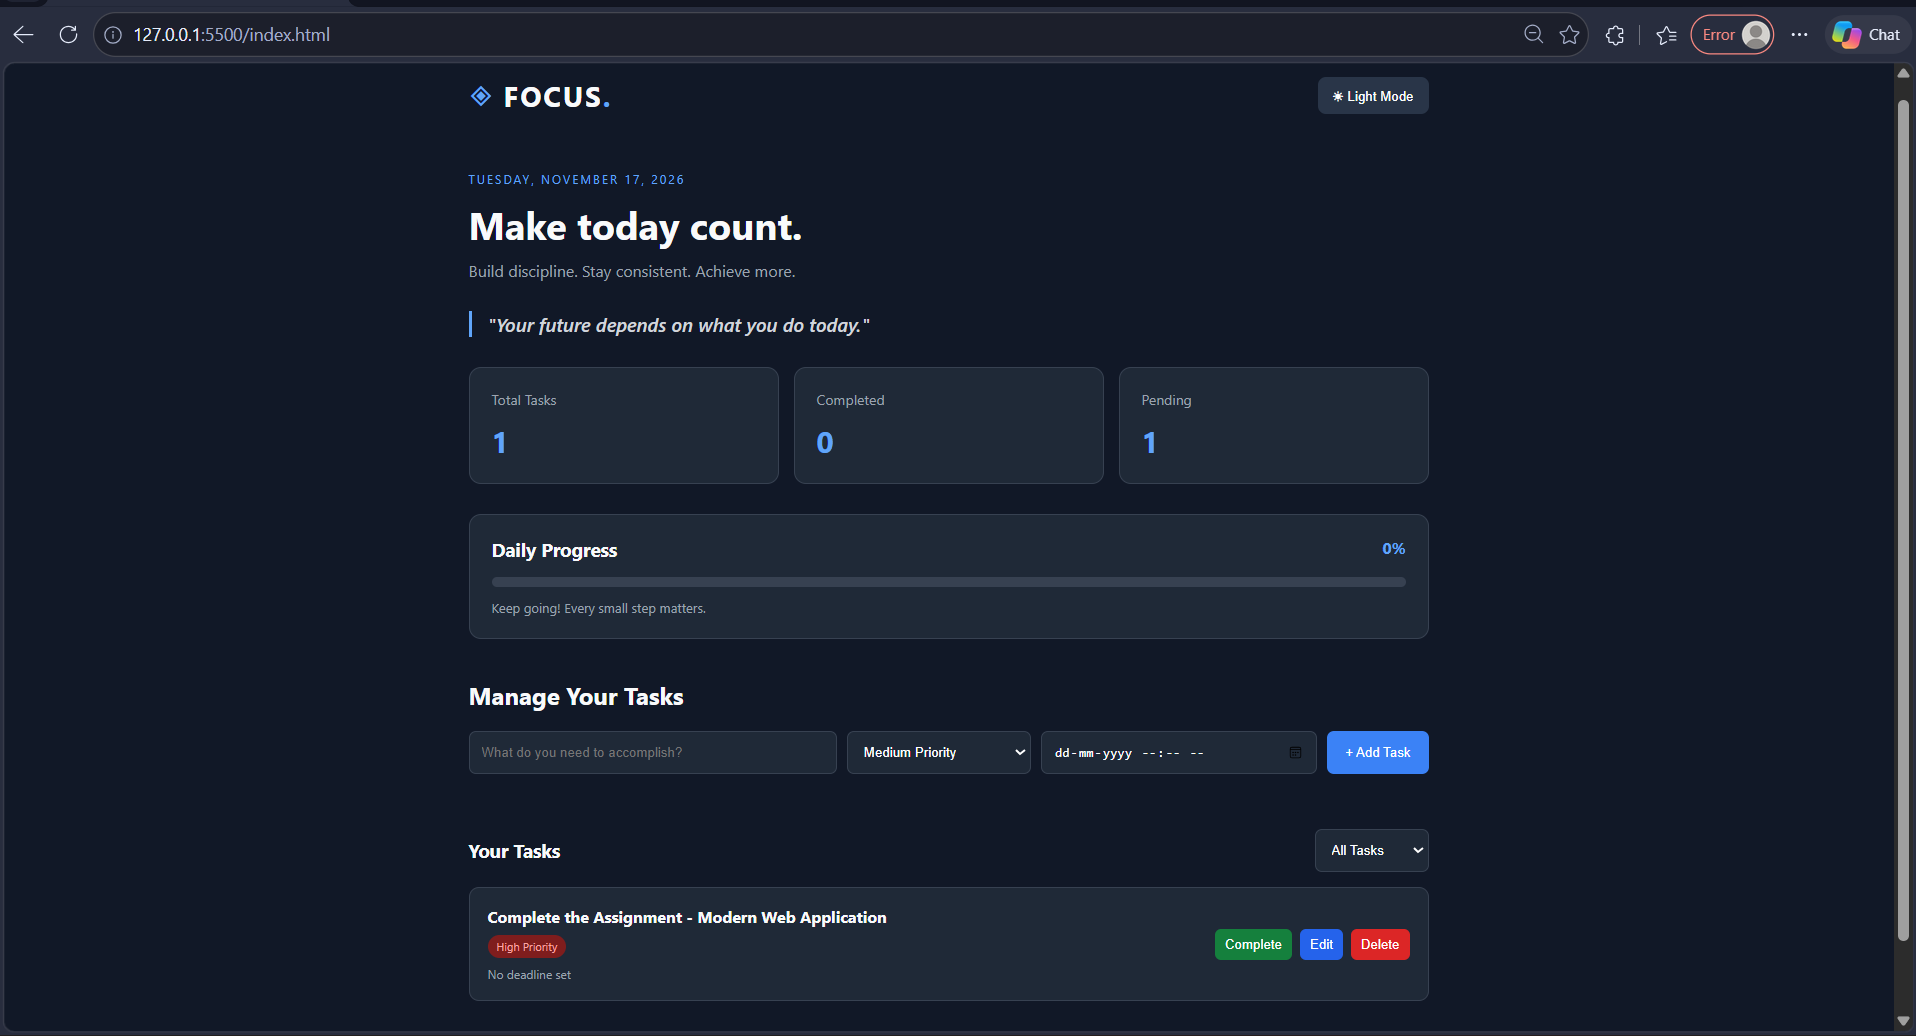 127.0.0.1:5500/index.html
Error
Chat
FOCUS.
☀ Light Mode
TUESDAY, NOVEMBER 17, 2026
Make today count.
Build discipline. Stay consistent. Achieve more.
"Your future depends on what you do today."
Total Tasks
1
Completed
0
Pending
1
Daily Progress
0%
Keep going! Every small step matters.
Manage Your Tasks
What do you need to accomplish?
Medium Priority
dd-mm-yyyy --:-- --
+ Add Task
Your Tasks
All Tasks
Complete the Assignment - Modern Web Application
High Priority
No deadline set
Complete
Edit
Delete